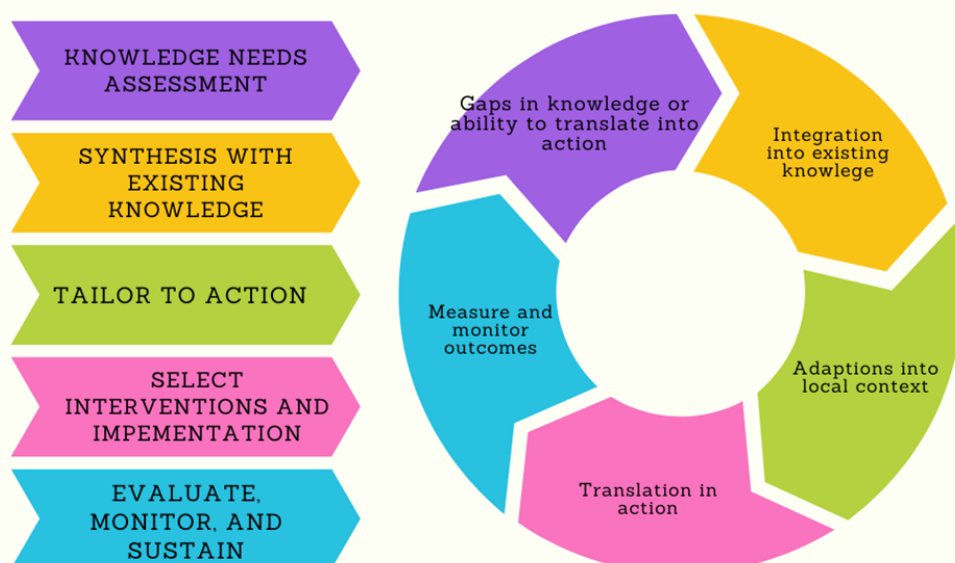 KNOWLEDGE NEEDS
ASSESSMENT
SYNTHESIS WITH
EXISTING
KNOWLEDGE
TAILOR TO ACTION
SELECT
INTERVENTIONS AND
IMPEMENTATION
EVALUATE,
MONITOR, AND
SUSTAIN
Gaps in knowledge or
ability to translate into
action
Integration
into existing
knowlege
Adaptions into
local context
Translation in
action
Measure and
monitor
outcomes